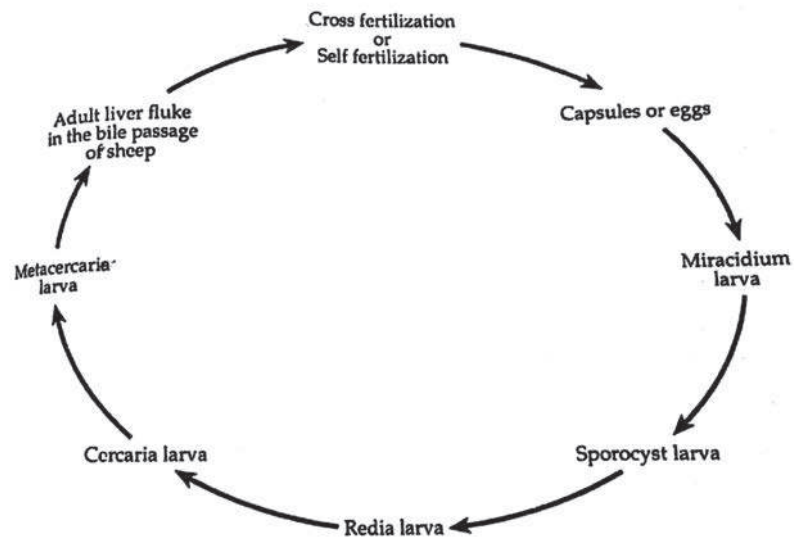 Cross fertilization
or
Self fertilization
Capsules or eggs
Miracidium
larva
Sporocyst larva
Redia larva
Cercaria larva
Metacercaria
larva
Adult liver fluke
in the bile passage
of sheep